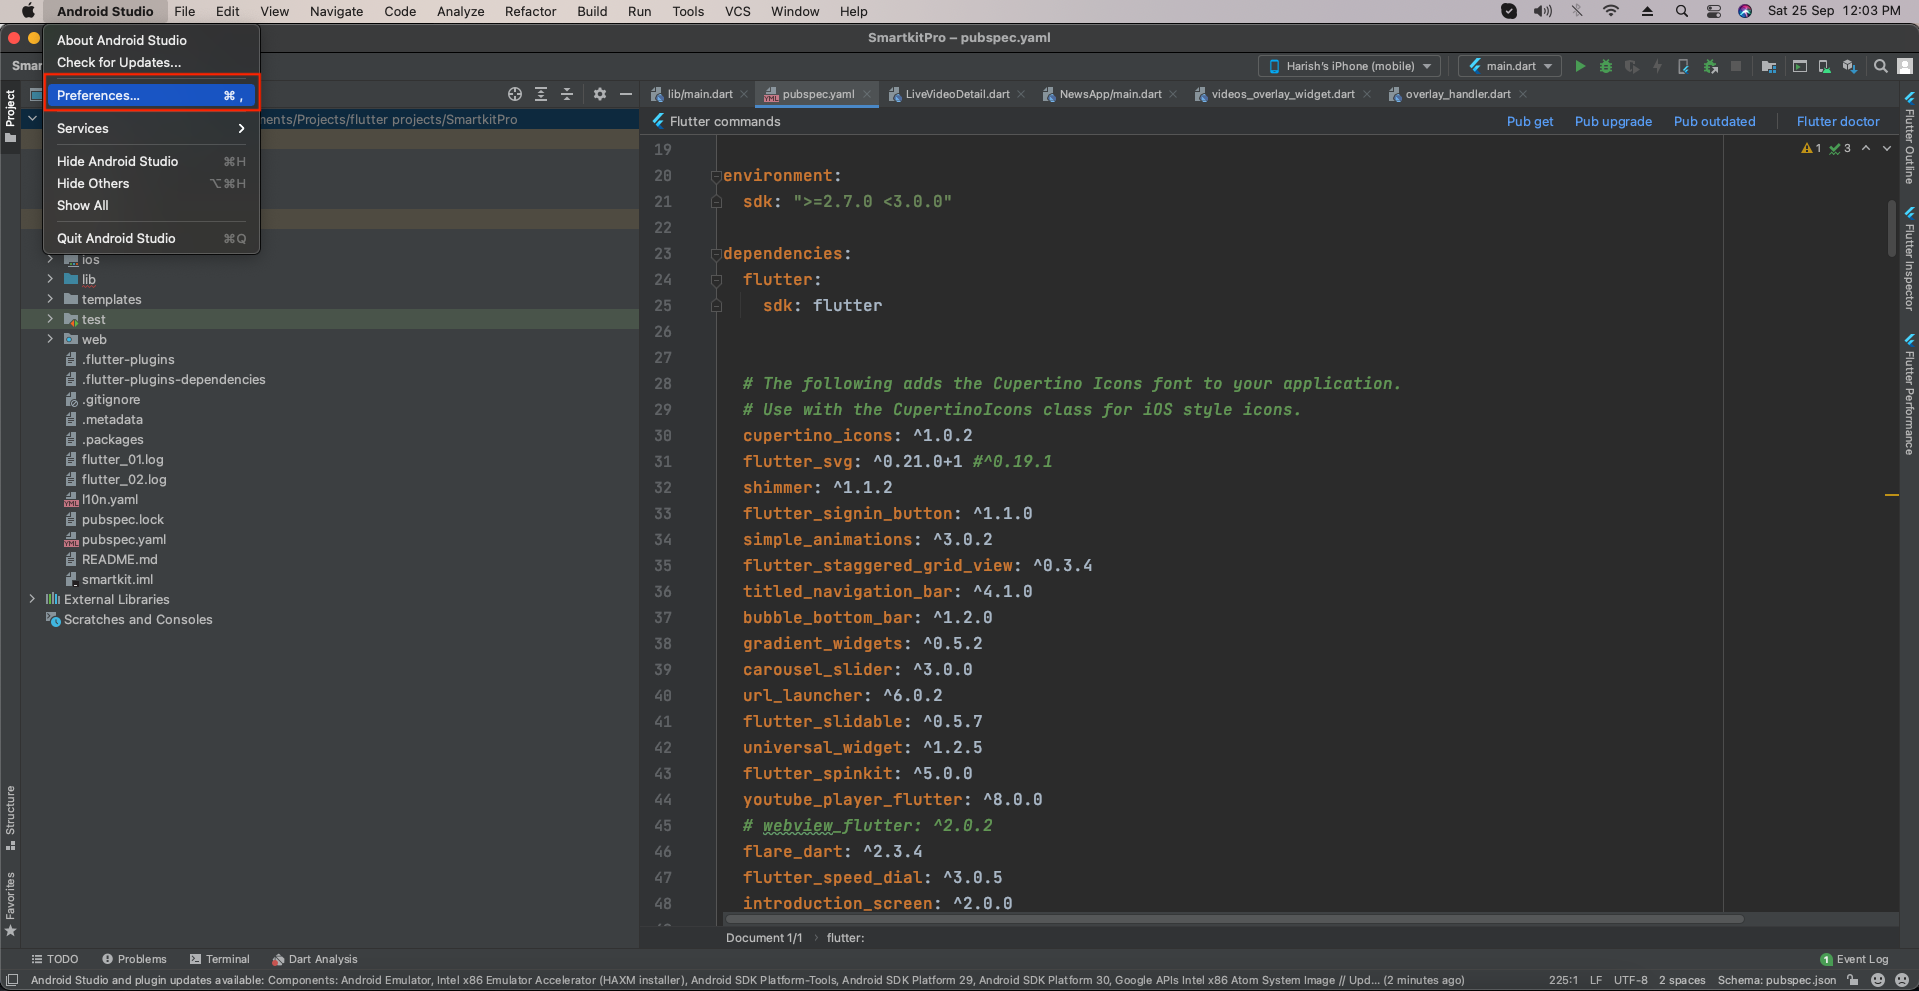 Android Studio File Edit View Navigate Code Analyze Refactor Build Run Tools VCS Window Help Sat 25 Sep 12:03 PM
SmartkitPro – pubspec.yaml
About Android Studio
Check for Updates...
Preferences... ⌘ ,
Services
Hide Android Studio ⌘H
Hide Others ⌥⌘H
Show All
Quit Android Studio ⌘Q
Smar
Harish's iPhone (mobile) main.dart
Project
ments/Projects/flutter projects/SmartkitPro
ios
lib
templates
test
web
.flutter-plugins
.flutter-plugins-dependencies
.gitignore
.metadata
.packages
flutter_01.log
flutter_02.log
l10n.yaml
pubspec.lock
pubspec.yaml
README.md
smartkit.iml
External Libraries
Scratches and Consoles
Structure
Favorites
lib/main.dart pubspec.yaml LiveVideoDetail.dart NewsApp/main.dart videos_overlay_widget.dart overlay_handler.dart
Flutter commands Pub get Pub upgrade Pub outdated Flutter doctor
1 3
19
20 environment:
21 sdk: ">=2.7.0 <3.0.0"
22
23 dependencies:
24 flutter:
25 sdk: flutter
26
27
28 # The following adds the Cupertino Icons font to your application.
29 # Use with the CupertinoIcons class for iOS style icons.
30 cupertino_icons: ^1.0.2
31 flutter_svg: ^0.21.0+1 #^0.19.1
32 shimmer: ^1.1.2
33 flutter_signin_button: ^1.1.0
34 simple_animations: ^3.0.2
35 flutter_staggered_grid_view: ^0.3.4
36 titled_navigation_bar: ^4.1.0
37 bubble_bottom_bar: ^1.2.0
38 gradient_widgets: ^0.5.2
39 carousel_slider: ^3.0.0
40 url_launcher: ^6.0.2
41 flutter_slidable: ^0.5.7
42 universal_widget: ^1.2.5
43 flutter_spinkit: ^5.0.0
44 youtube_player_flutter: ^8.0.0
45 # webview_flutter: ^2.0.2
46 flare_dart: ^2.3.4
47 flutter_speed_dial: ^3.0.5
48 introduction_screen: ^2.0.0
Flutter Outline
Flutter Inspector
Flutter Performance
Document 1/1 flutter:
TODO Problems Terminal Dart Analysis 1 Event Log
Android Studio and plugin updates available: Components: Android Emulator, Intel x86 Emulator Accelerator (HAXM installer), Android SDK Platform-Tools, Android SDK Platform 29, Android SDK Platform 30, Google APIs Intel x86 Atom System Image // Upd... (2 minutes ago) 225:1 LF UTF-8 2 spaces Schema: pubspec.json